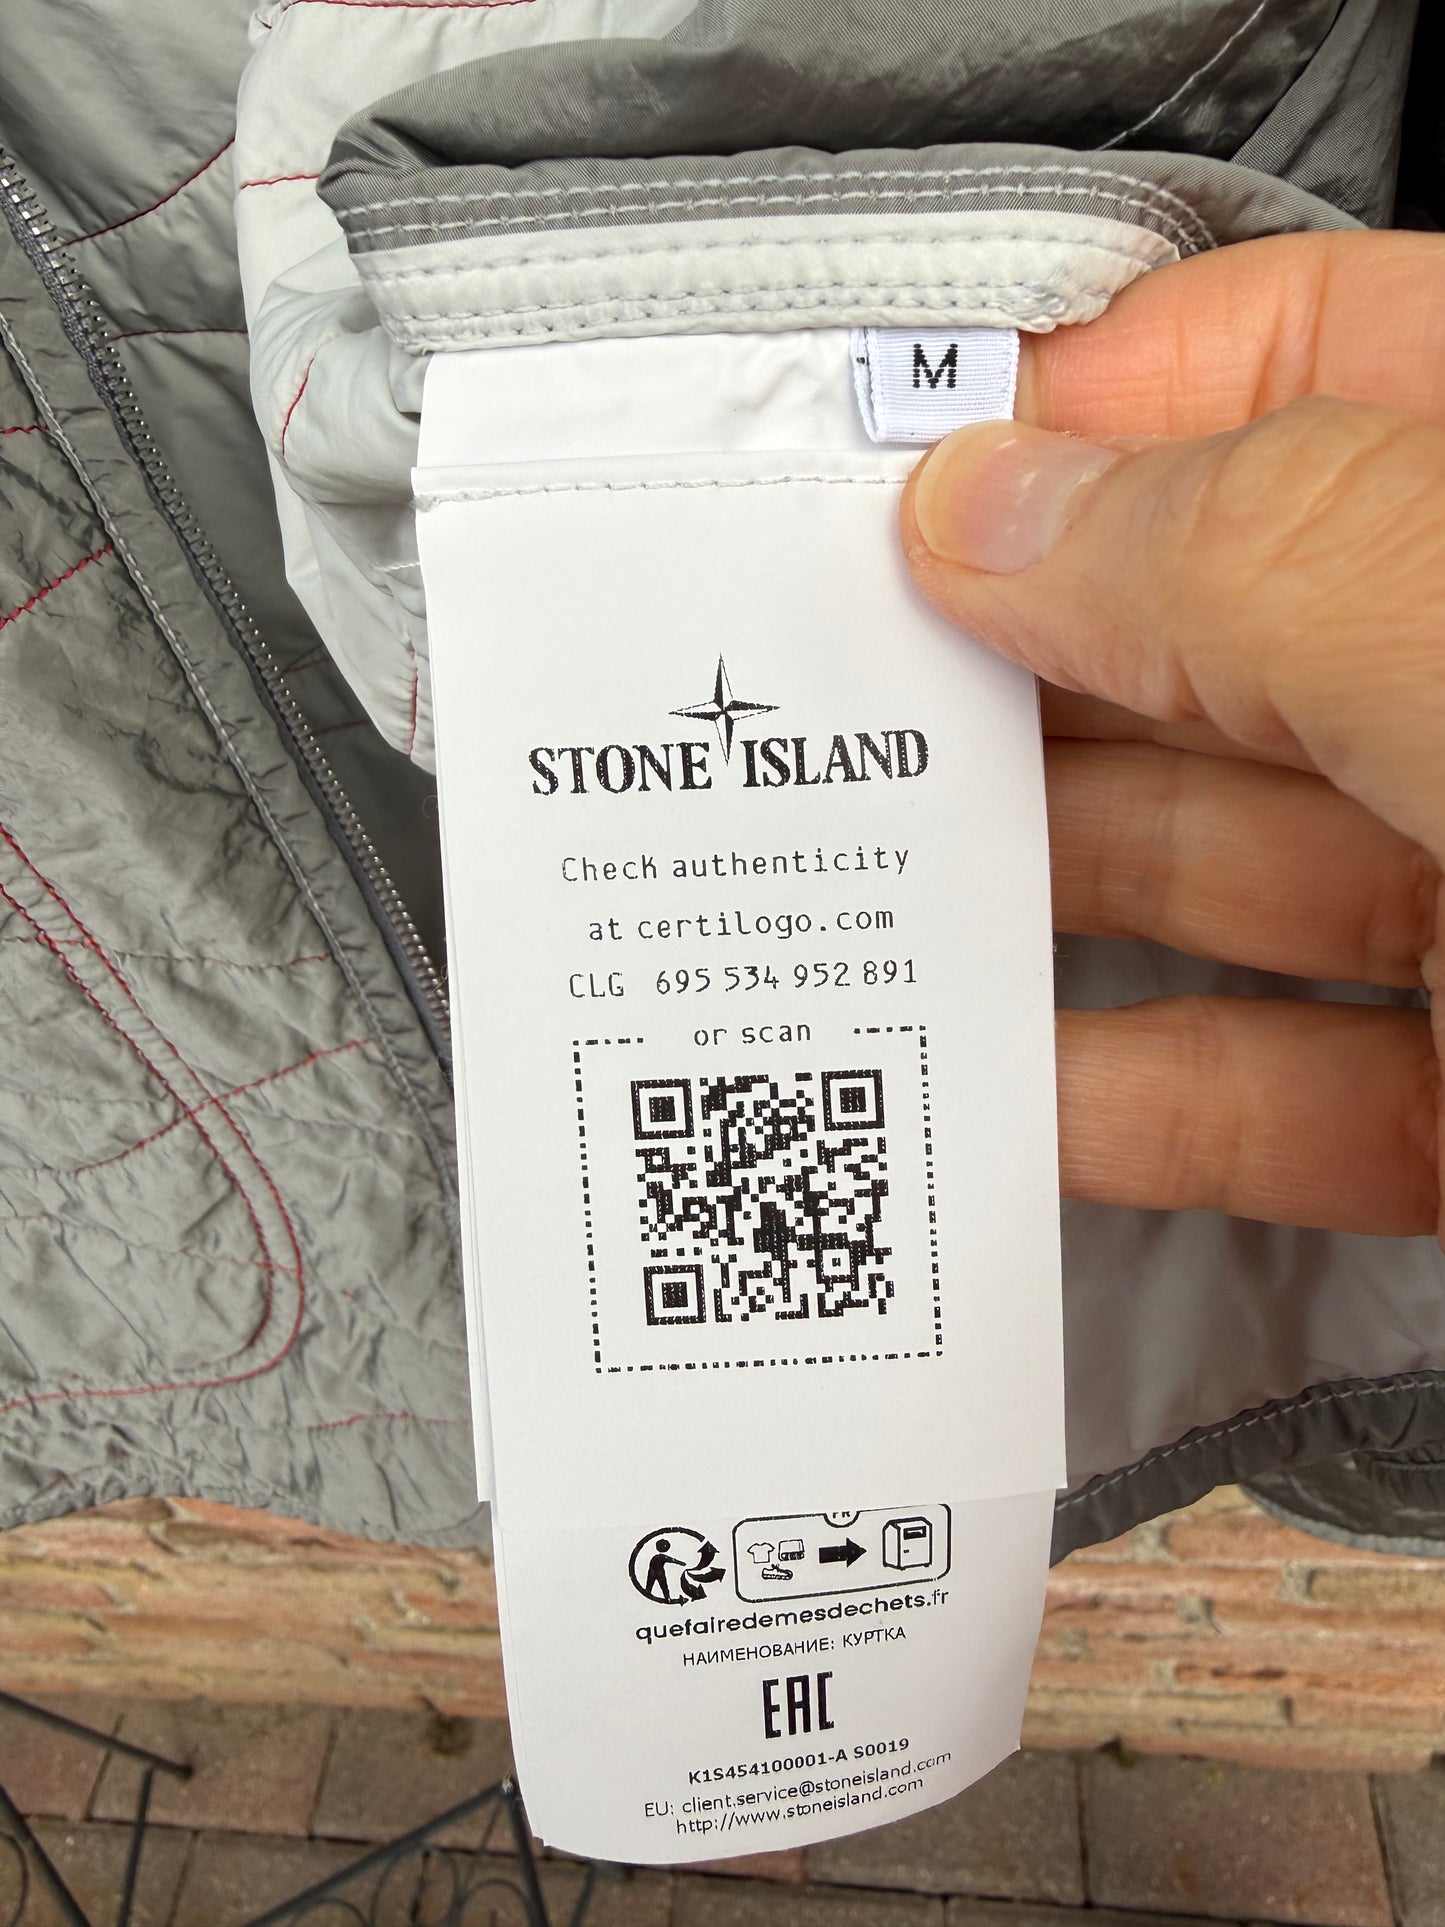 M
STONE ISLAND
Check authenticity
at certilogo.com
CLG 695 534 952 891
or scan
FR
quefairedemesdechets.fr
НАИМЕНОВАНИЕ: КУРТКА
EAC
K1S454100001-A S0019
EU: client.service@stoneisland.com
http://www.stoneisland.com